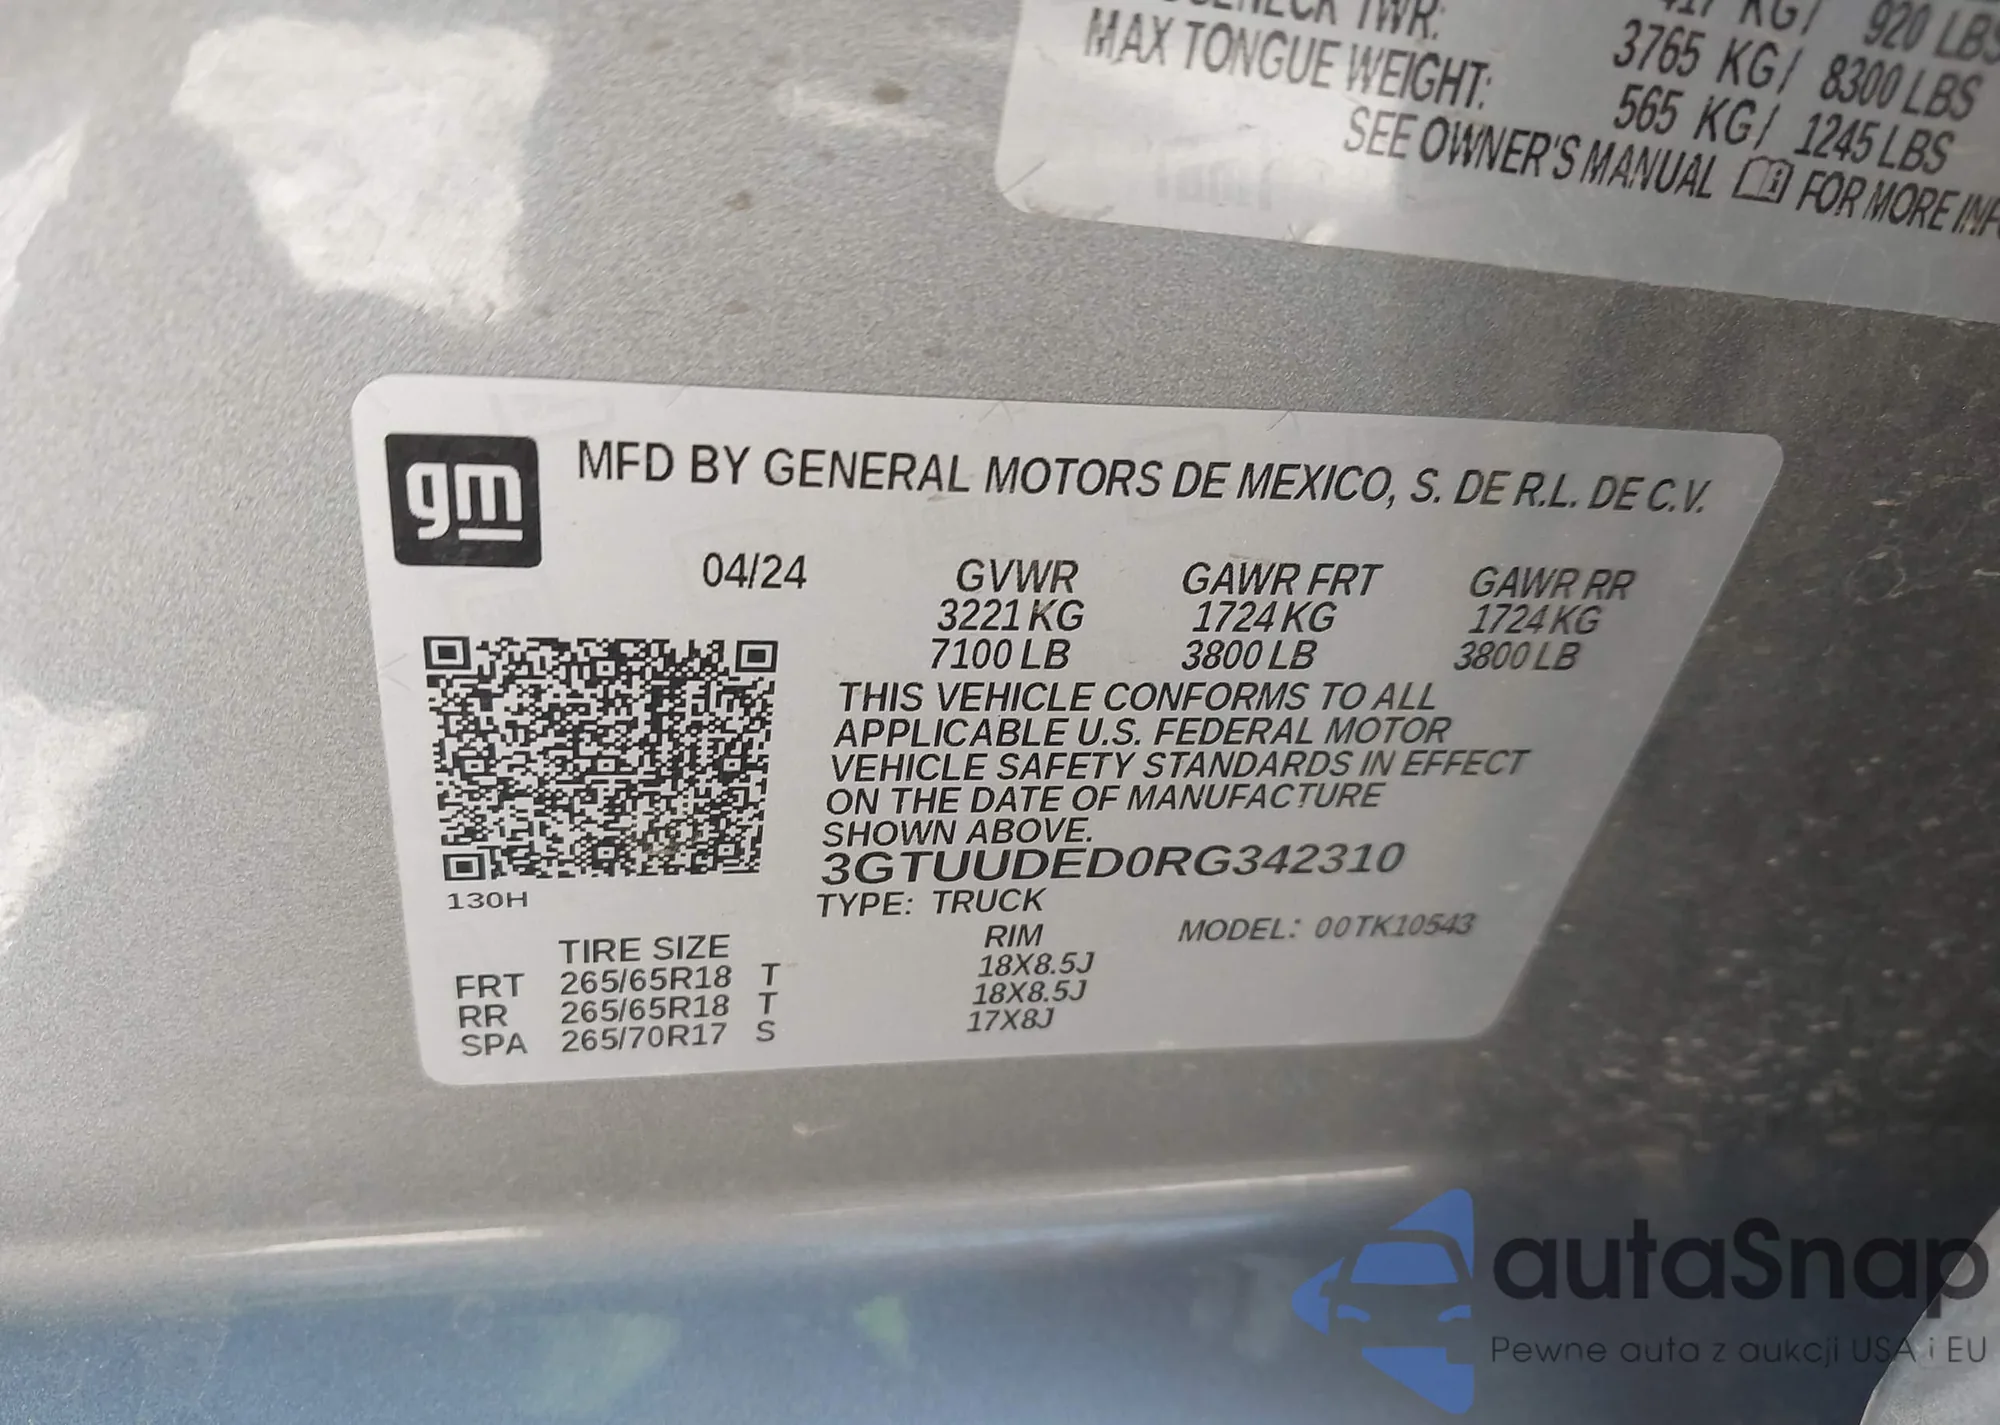 TWR: KG/ 920 LBS
3765 KG/ 8300 LBS
MAX TONGUE WEIGHT: 565 KG/ 1245 LBS
SEE OWNER'S MANUAL FOR MORE
gm
MFD BY GENERAL MOTORS DE MEXICO, S. DE R.L. DE C.V.
04/24 GVWR GAWR FRT GAWR RR
3221 KG 1724 KG 1724 KG
7100 LB 3800 LB 3800 LB
THIS VEHICLE CONFORMS TO ALL
APPLICABLE U.S. FEDERAL MOTOR
VEHICLE SAFETY STANDARDS IN EFFECT
ON THE DATE OF MANUFACTURE
SHOWN ABOVE.
3GTUUDED0RG342310
130H
TYPE: TRUCK MODEL: 00TK10543
TIRE SIZE RIM
FRT 265/65R18 T 18X8.5J
RR 265/65R18 T 18X8.5J
SPA 265/70R17 S 17X8J
autaSnap
Pewne auta z aukcji USA i EU